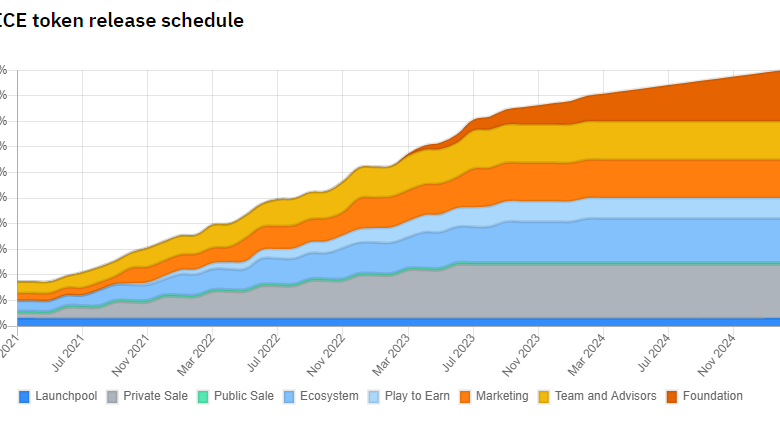 ICE token release schedule
%
%
%
%
%
%
%
%
%
%
%
2021
Jul 2021
Nov 2021
Mar 2022
Jul 2022
Nov 2022
Mar 2023
Jul 2023
Nov 2023
Mar 2024
Jul 2024
Nov 2024
Launchpool Private Sale Public Sale Ecosystem Play to Earn Marketing Team and Advisors Foundation